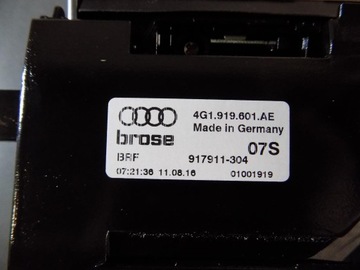 4G1.919.601.AE
Made in Germany
brose
07S
BRF 917911-304
07:21:36 11.08.16 01001919